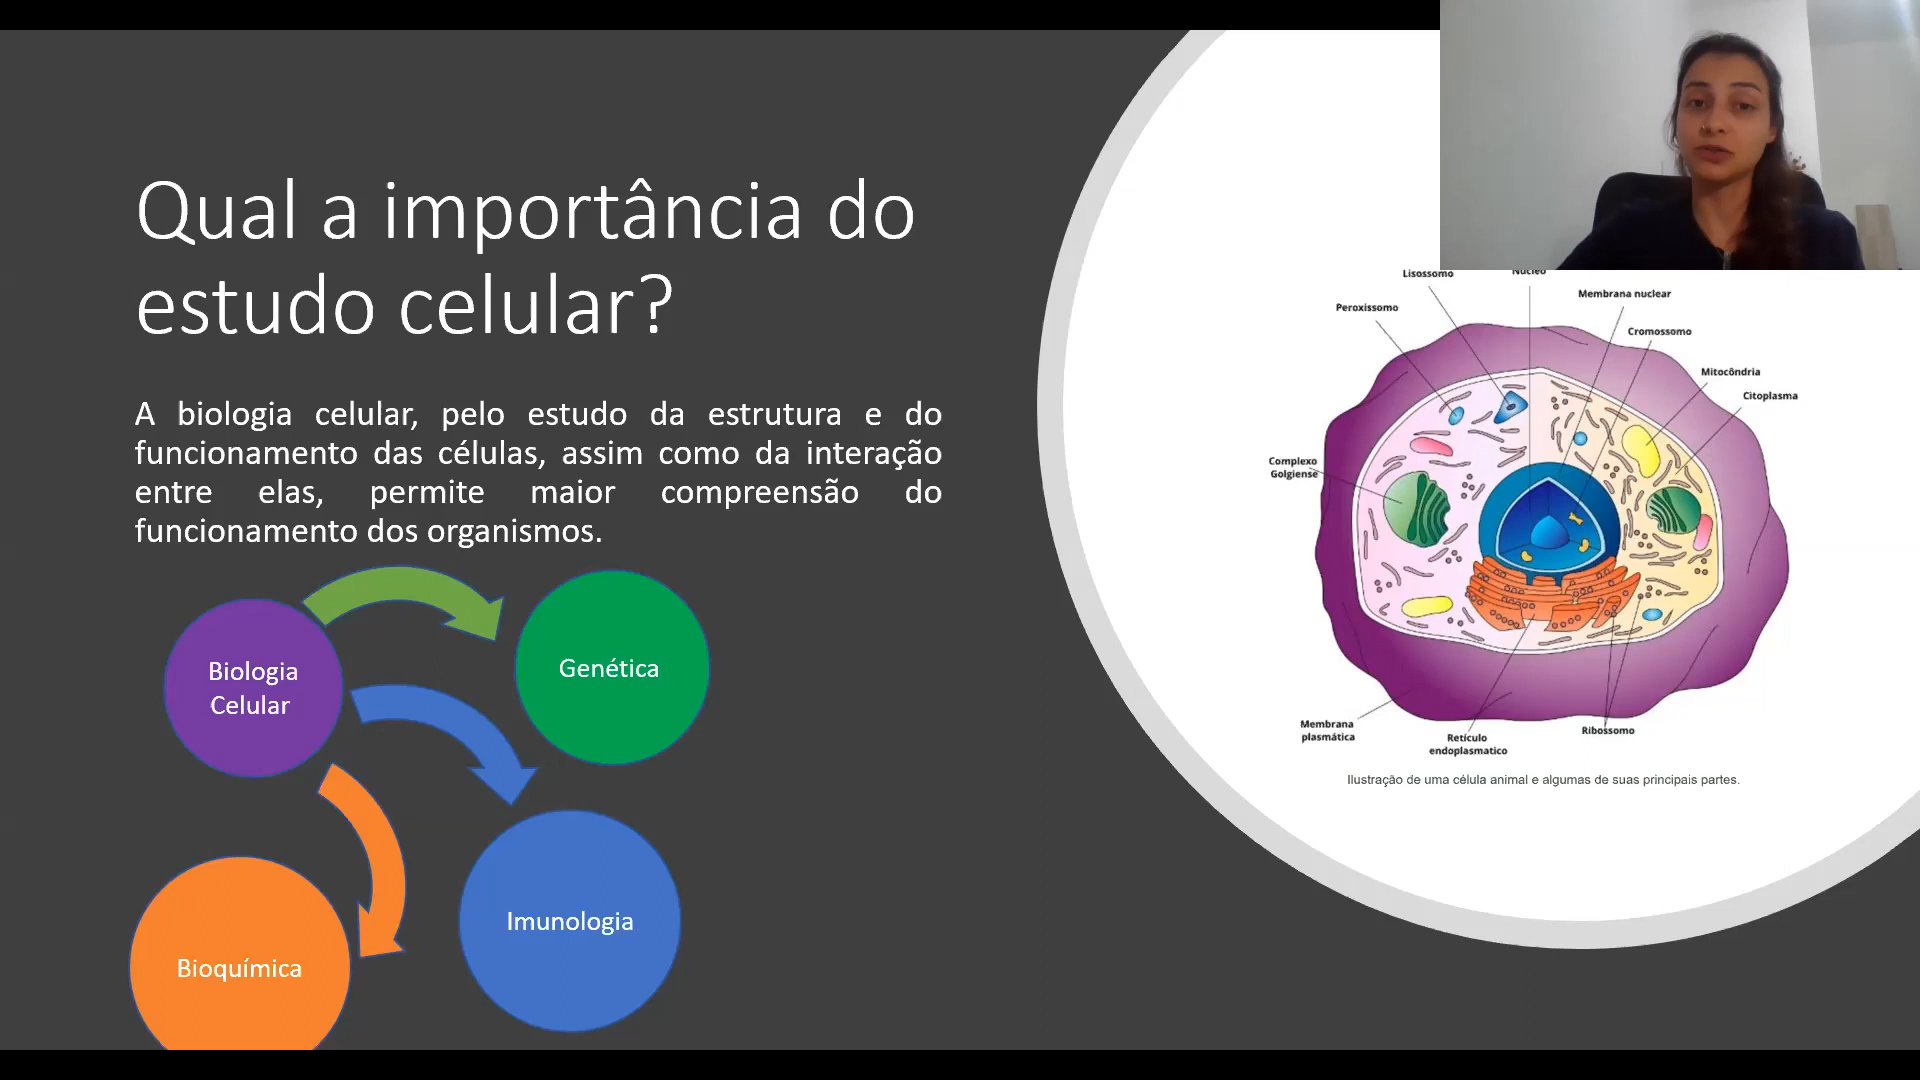 Qual a importância do
estudo celular?
A biologia celular, pelo estudo da estrutura e do
funcionamento das células, assim como da interação
entre elas, permite maior compreensão do
funcionamento dos organismos.
Biologia
Celular
Genética
Imunologia
Bioquímica
Lisossomo
Núcleo
Membrana nuclear
Peroxissomo
Cromossomo
Mitocôndria
Citoplasma
Complexo
Golgiense
Membrana
plasmática
Retículo
endoplasmatico
Ribossomo
Ilustração de uma célula animal e algumas de suas principais partes.